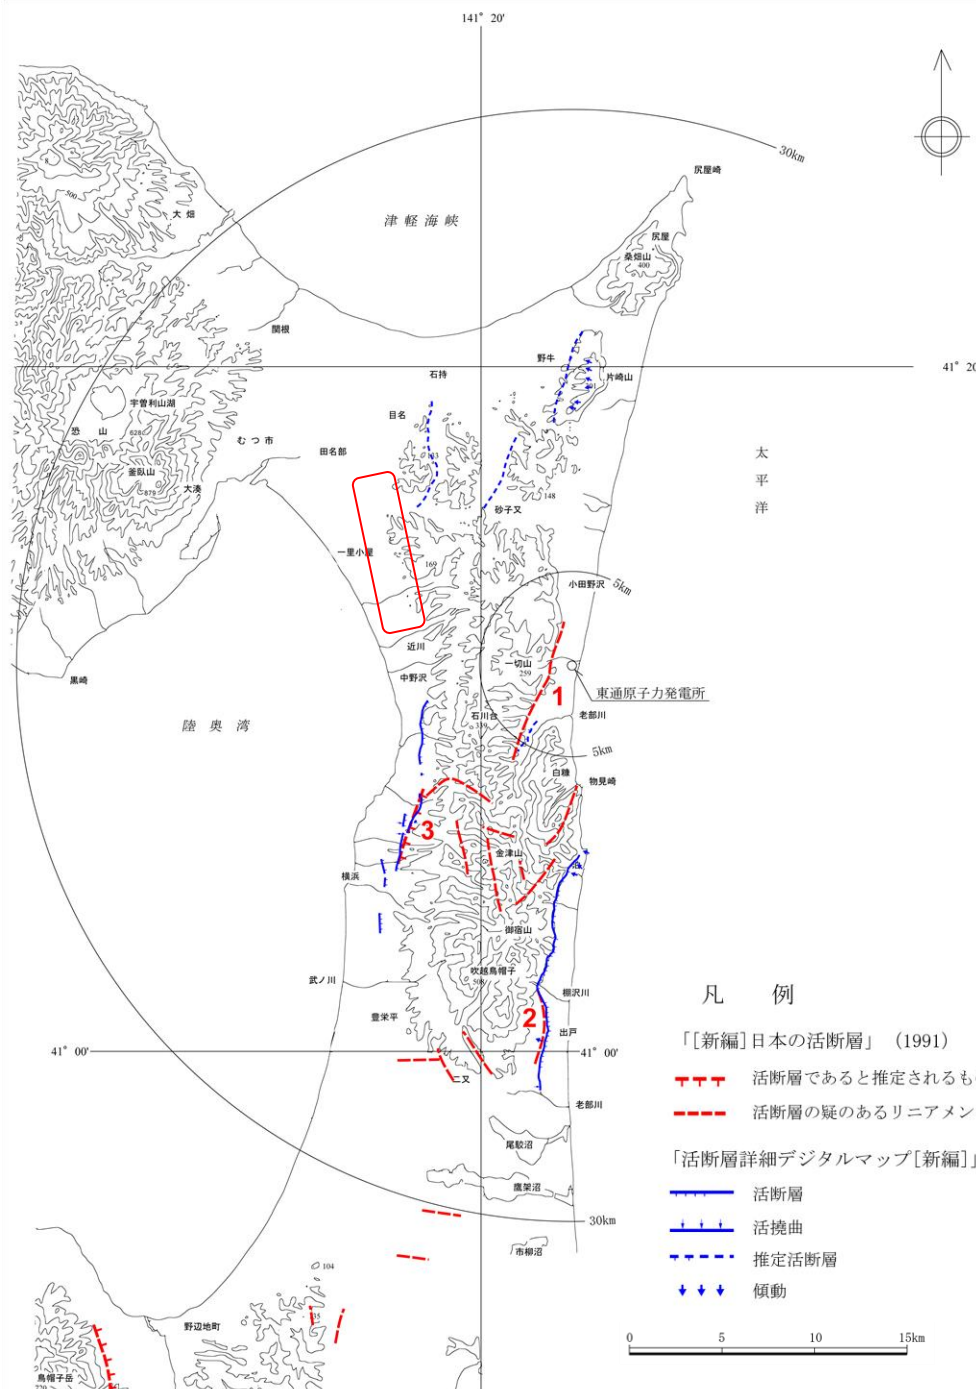 141° 20'
30km
尻屋崎
尻屋
桑畑山
400
津軽海峡
大畑
500
関根
野牛
片崎山
41° 20
石持
目名
宇曽利山湖
恐山
628
むつ市
田名郎
釜臥山
879
大湊
148
砂子又
太平洋
一里小屋
169
小田野沢
5km
近川
一切山
259
中野沢
黒崎
東通原子力発電所
1
石川台
老部川
陸奥湾
5km
白糠
物見崎
3
金津山
横浜
御宿山
吹越烏帽子
508
武ノ川
棚沢川
豊栄平
2
出戸
41° 00'
41° 00'
二又
老部川
尾駮沼
鷹架沼
30km
市柳沼
104
野辺地町
烏帽子岳
凡 例
「[新編]日本の活断層」 (1991)
活断層であると推定されるも
活断層の疑のあるリニアメン
「活断層詳細デジタルマップ[新編]」
活断層
活撓曲
推定活断層
傾動
0 5 10 15km